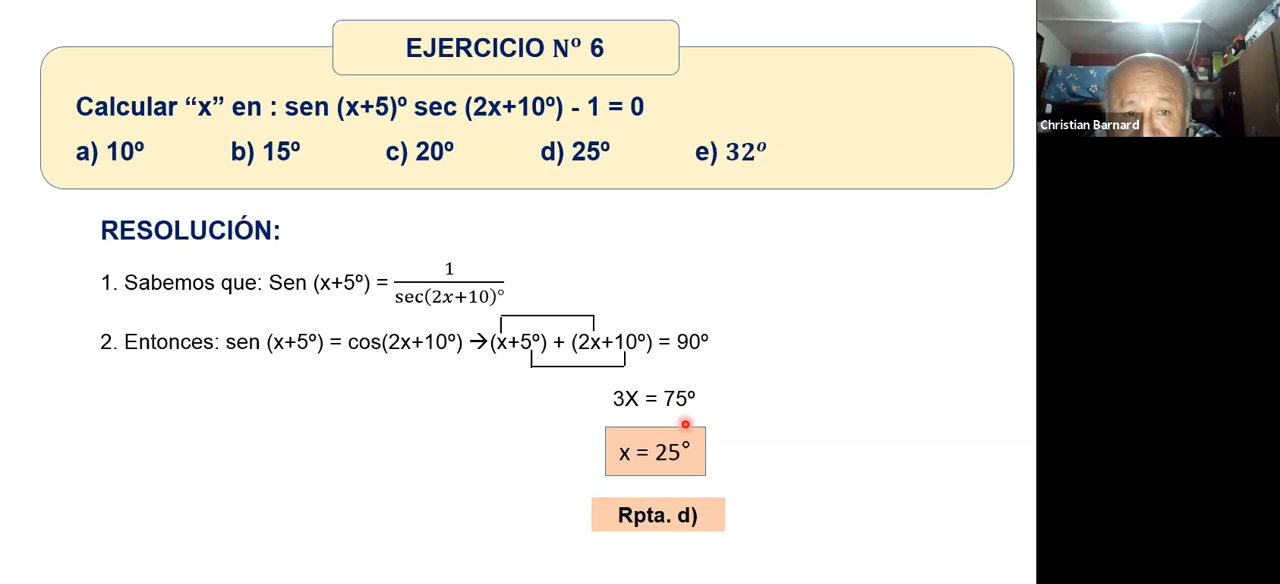 EJERCICIO Nº 6
Calcular “x” en : sen (x+5)º sec (2x+10º) - 1 = 0
a) 10º b) 15º c) 20º d) 25º e) 32º
RESOLUCIÓN:
1. Sabemos que: Sen (x+5º) = 1 / sec(2x+10)°
2. Entonces: sen (x+5º) = cos(2x+10º) →(x+5º) + (2x+10º) = 90º
3X = 75º
x = 25°
Rpta. d)
Christian Barnard